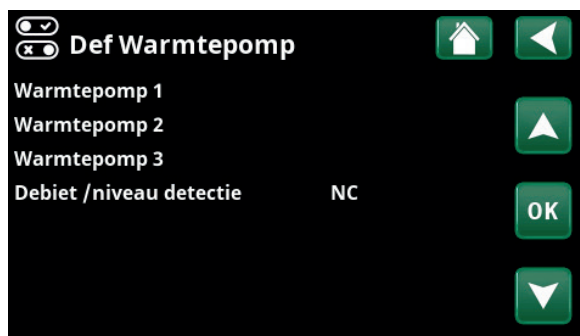 Def Warmtepomp
Warmtepomp 1
Warmtepomp 2
Warmtepomp 3
Debiet /niveau detectie NC
OK